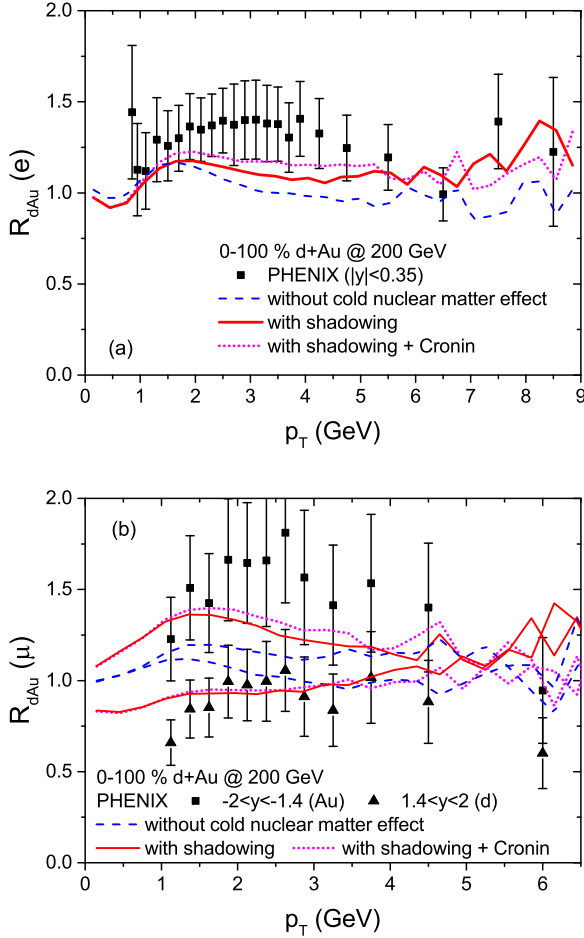 2.0
1.5
1.0
0.5
0.0
R_dAu (e)
0-100 % d+Au @ 200 GeV
PHENIX (|y|<0.35)
without cold nuclear matter effect
with shadowing
with shadowing + Cronin
(a)
0 1 2 3 4 5 6 7 8 9
p_T (GeV)
2.0
(b)
1.5
1.0
0.5
0.0
R_dAu (μ)
0-100 % d+Au @ 200 GeV
PHENIX -2<y<-1.4 (Au) 1.4<y<2 (d)
without cold nuclear matter effect
with shadowing with shadowing + Cronin
0 1 2 3 4 5 6
p_T (GeV)